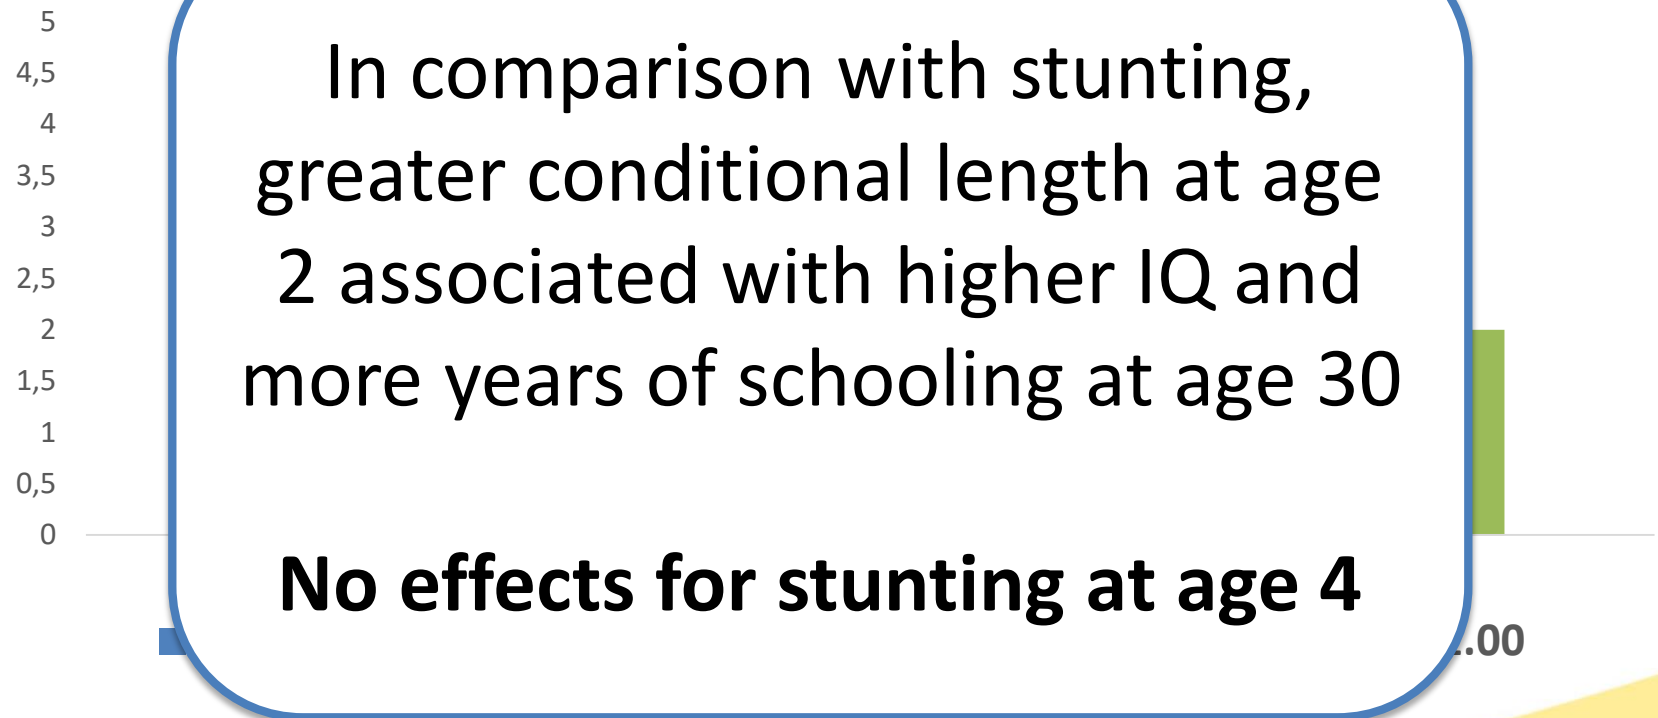 5
4,5
4
3,5
3
2,5
2
1,5
1
0,5
0
In comparison with stunting,
greater conditional length at age
2 associated with higher IQ and
more years of schooling at age 30
No effects for stunting at age 4
.00